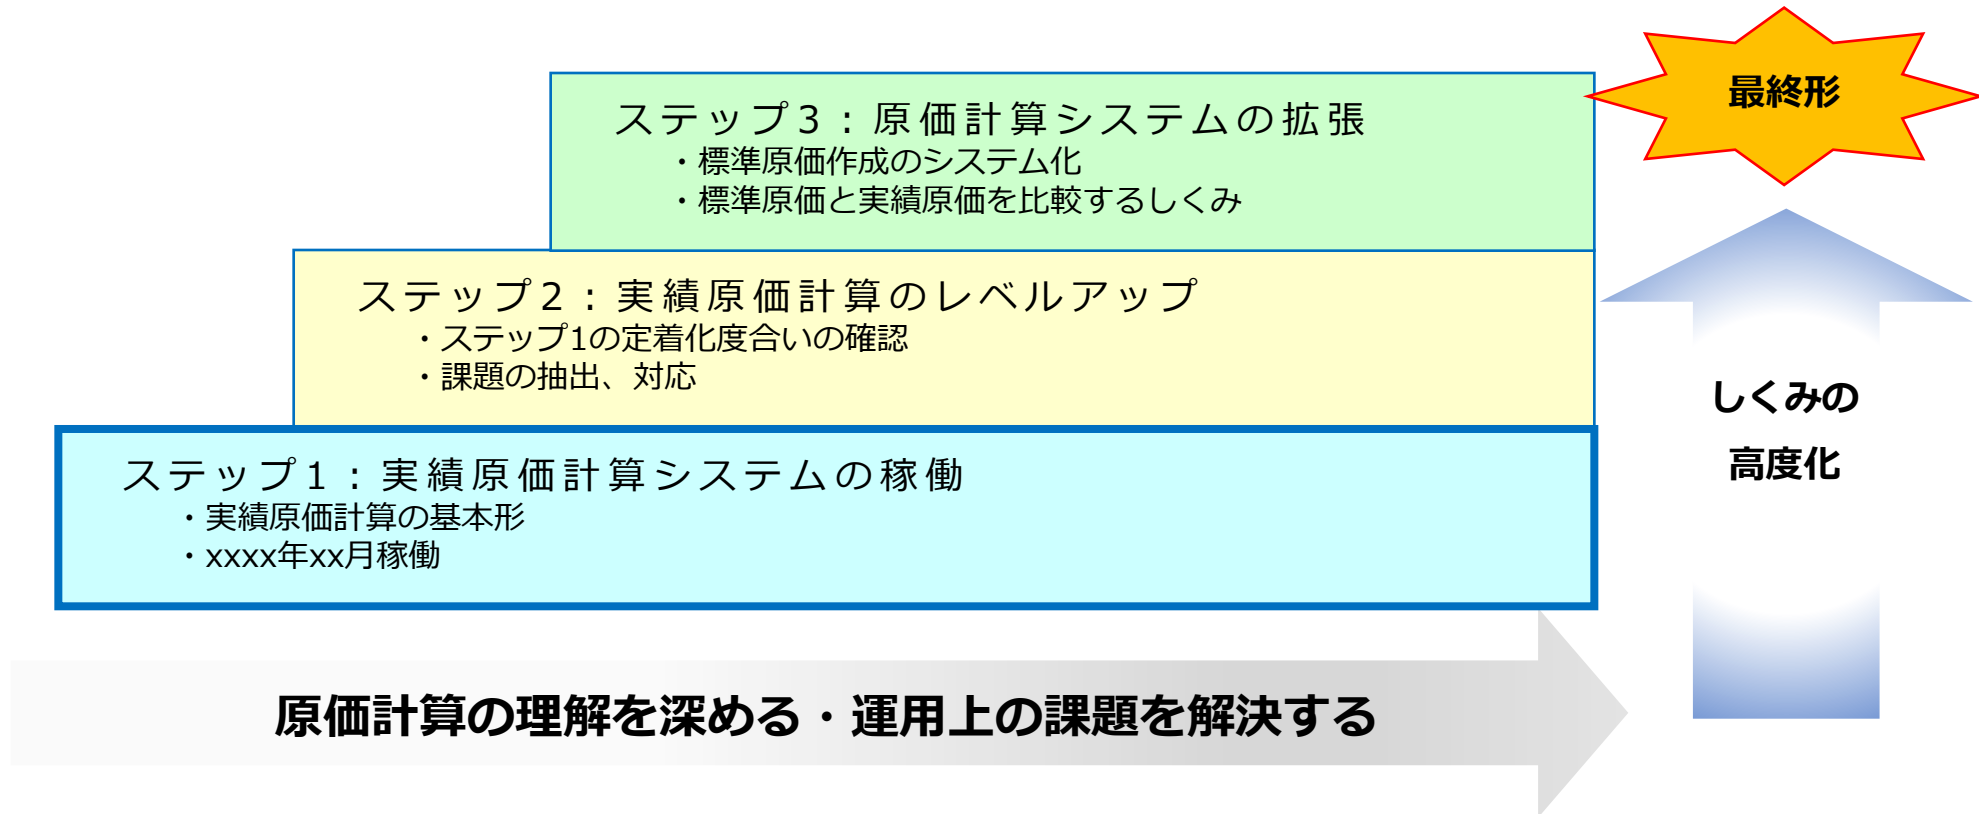 最終形
ステップ3：原価計算システムの拡張
・標準原価作成のシステム化
・標準原価と実績原価を比較するしくみ
ステップ2：実績原価計算のレベルアップ
・ステップ1の定着化度合いの確認
・課題の抽出、対応
ステップ1：実績原価計算システムの稼働
・実績原価計算の基本形
・xxxx年xx月稼働
しくみの
高度化
原価計算の理解を深める・運用上の課題を解決する